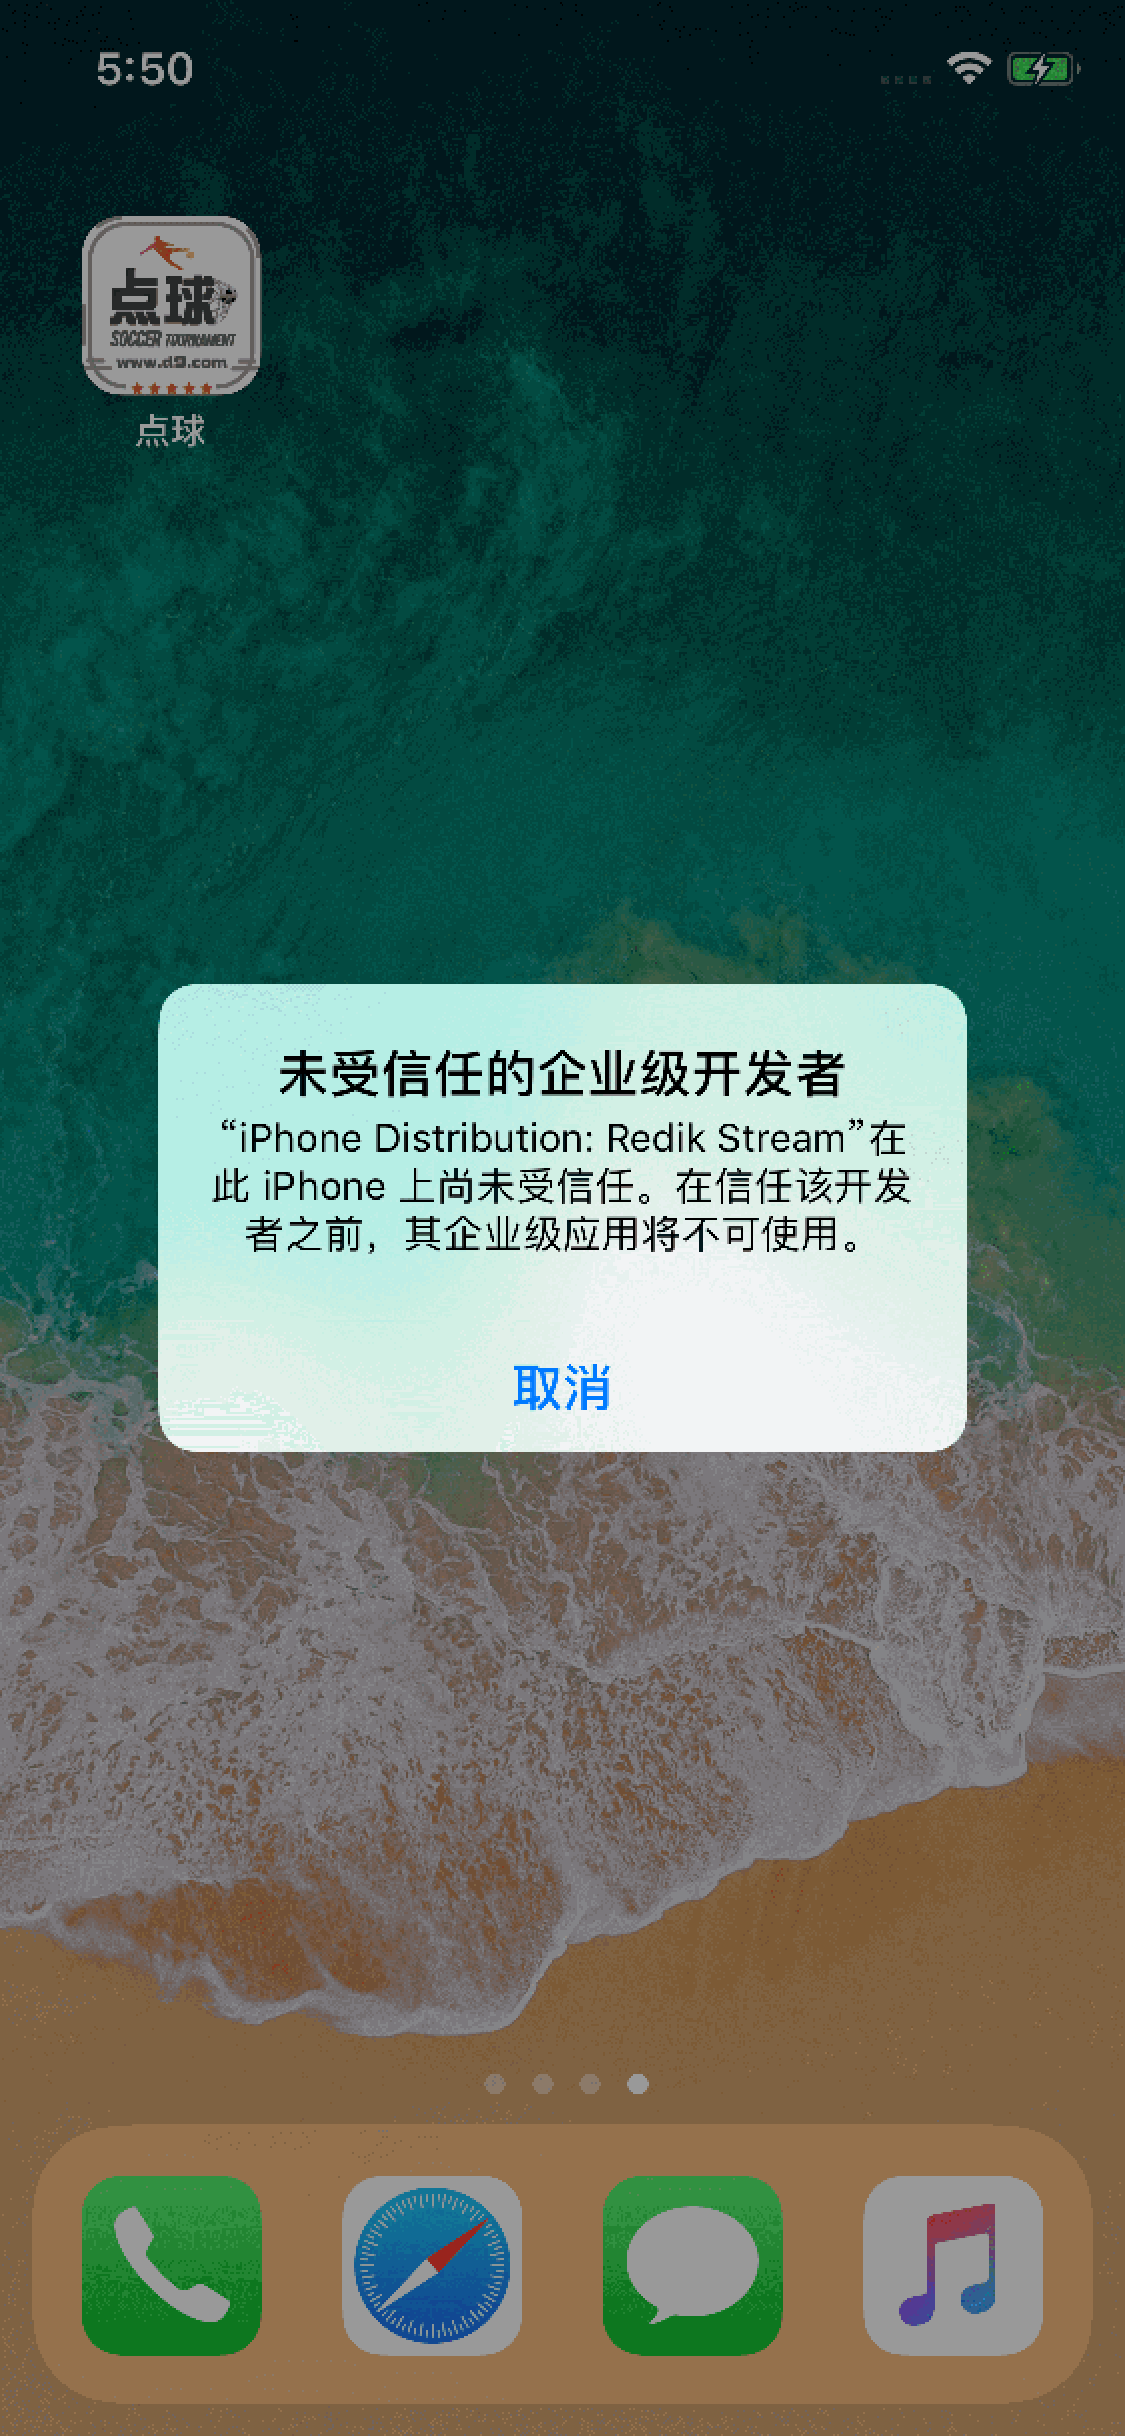 5:50
点球
SOCCER TOURNAMENT
www.d9.com
点球
未受信任的企业级开发者
“iPhone Distribution: Redik Stream”在
此 iPhone 上尚未受信任。在信任该开发
者之前，其企业级应用将不可使用。
取消